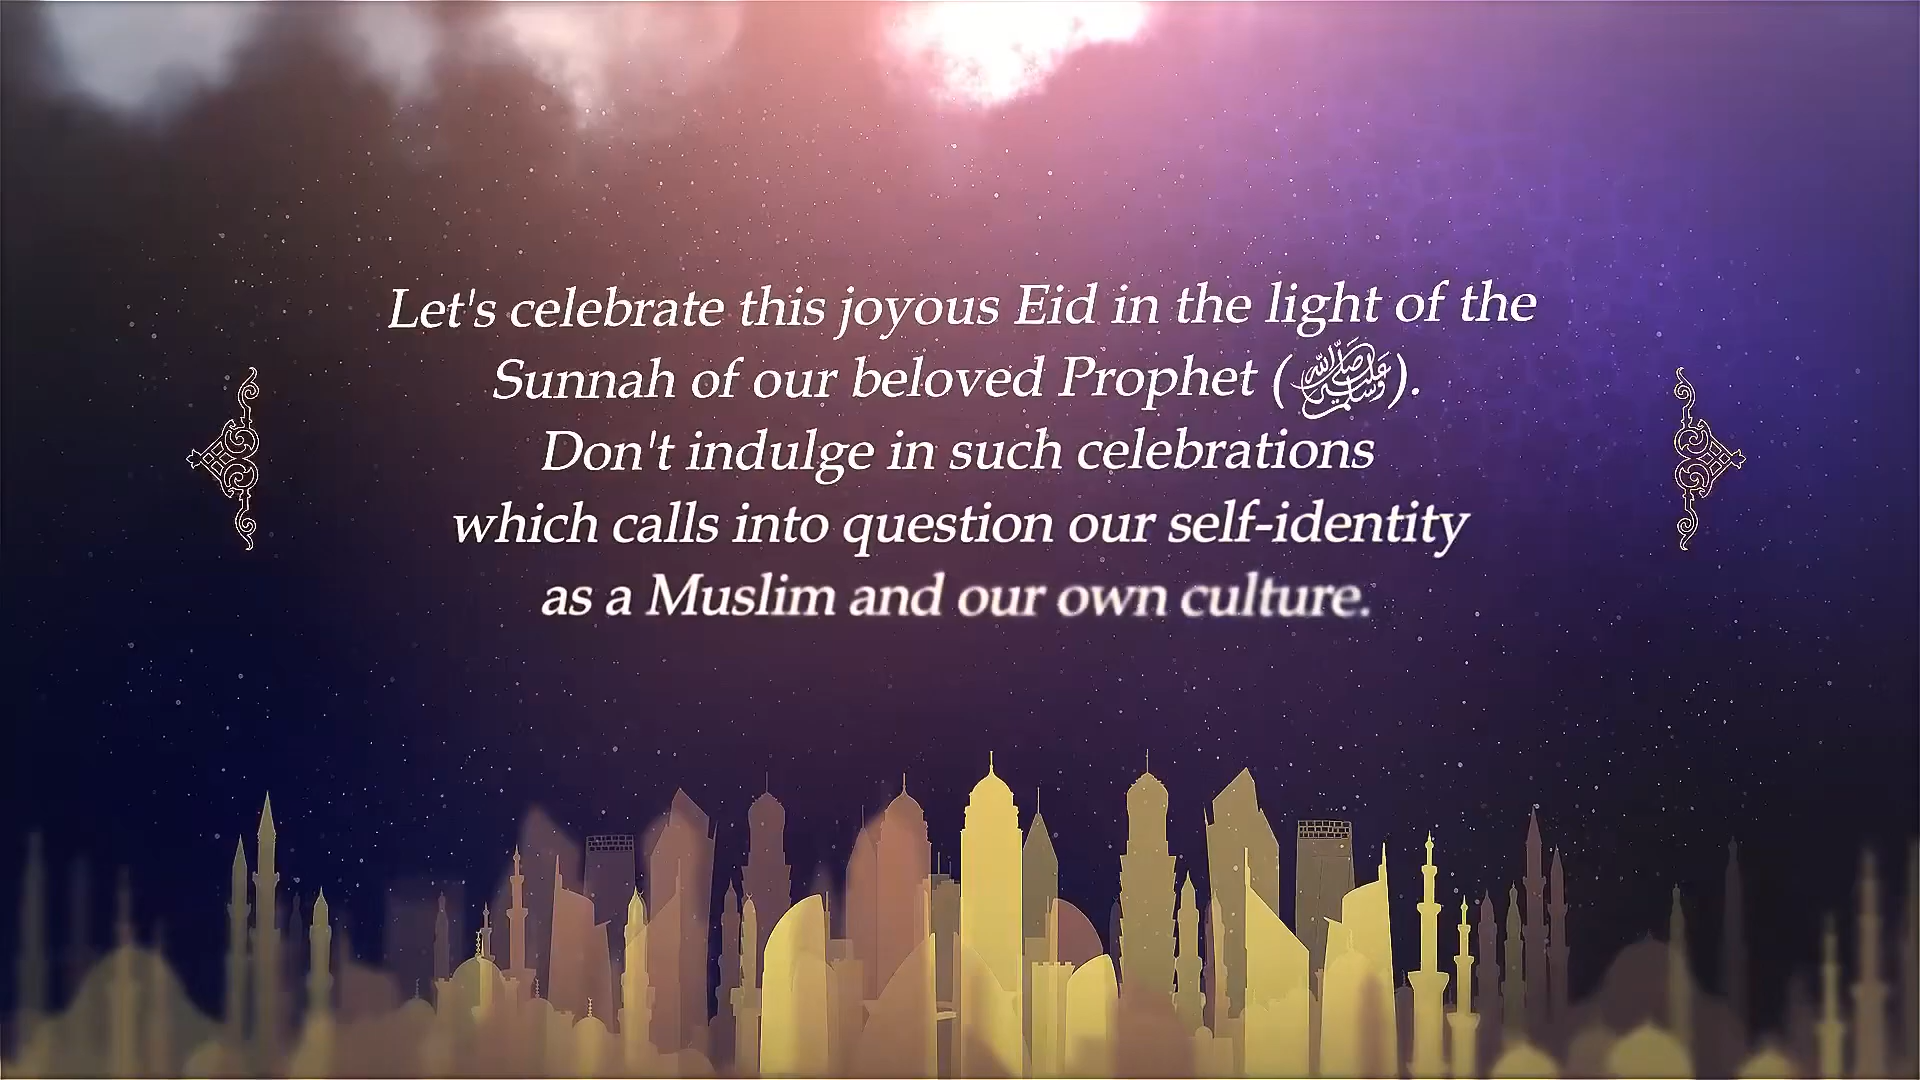 Let's celebrate this joyous Eid in the light of the
Sunnah of our beloved Prophet (ﷺ).
Don't indulge in such celebrations
which calls into question our self-identity
as a Muslim and our own culture.